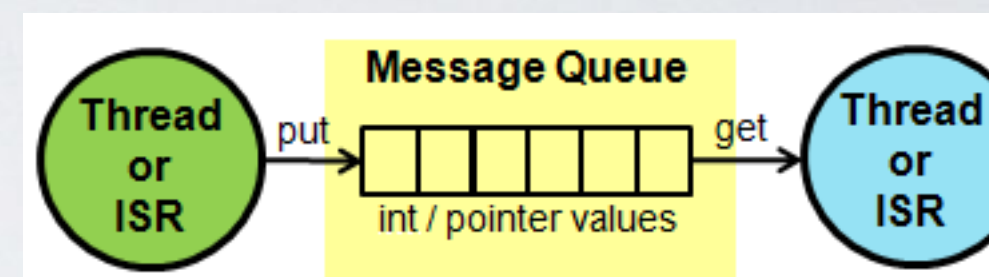 Message Queue
Thread
or
ISR
put
get
int / pointer values
Thread
or
ISR